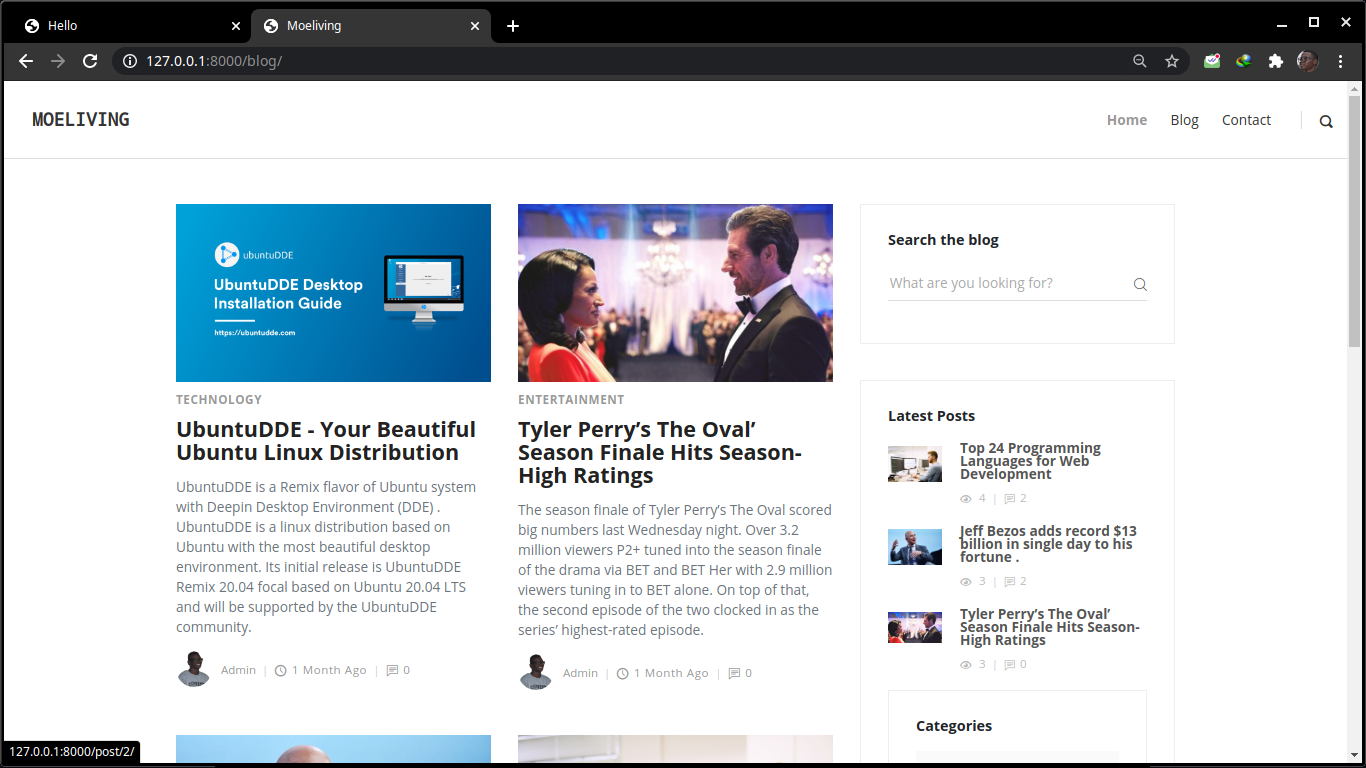 Hello
Moeliving
127.0.0.1:8000/blog/
MOELIVING
Home
Blog
Contact
ubuntuDDE
UbuntuDDE Desktop
Installation Guide
https://ubuntudde.com
TECHNOLOGY
UbuntuDDE - Your Beautiful
Ubuntu Linux Distribution
UbuntuDDE is a Remix flavor of Ubuntu system
with Deepin Desktop Environment (DDE) .
UbuntuDDE is a linux distribution based on
Ubuntu with the most beautiful desktop
environment. Its initial release is UbuntuDDE
Remix 20.04 focal based on Ubuntu 20.04 LTS
and will be supported by the UbuntuDDE
community.
Admin | 1 Month Ago | 0
ENTERTAINMENT
Tyler Perry’s The Oval’
Season Finale Hits Season-
High Ratings
The season finale of Tyler Perry’s The Oval scored
big numbers last Wednesday night. Over 3.2
million viewers P2+ tuned into the season finale
of the drama via BET and BET Her with 2.9 million
viewers tuning in to BET alone. On top of that,
the second episode of the two clocked in as the
series’ highest-rated episode.
Admin | 1 Month Ago | 0
Search the blog
What are you looking for?
Latest Posts
Top 24 Programming
Languages for Web
Development
4 | 2
Jeff Bezos adds record $13
billion in single day to his
fortune .
3 | 2
Tyler Perry’s The Oval’
Season Finale Hits Season-
High Ratings
3 | 0
Categories
127.0.0.1:8000/post/2/